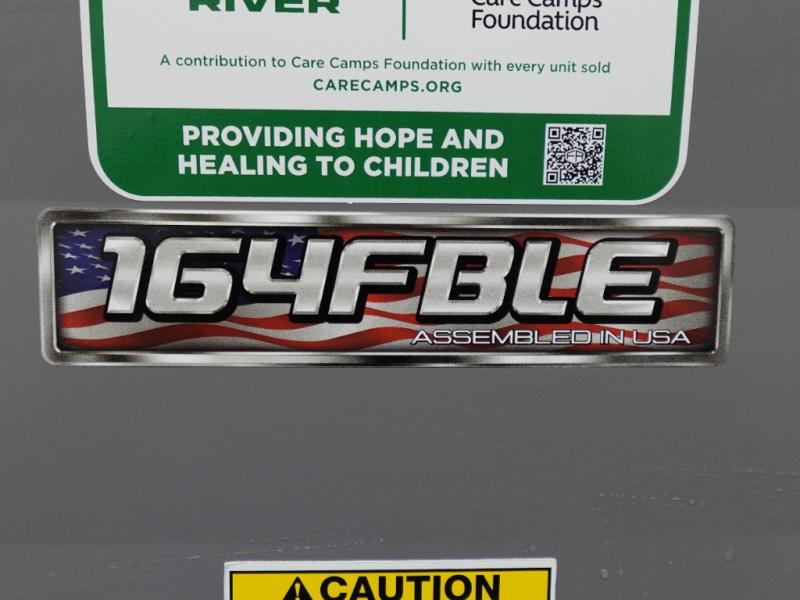 RIVER
Care Camps
Foundation
A contribution to Care Camps Foundation with every unit sold
CARECAMPS.ORG
PROVIDING HOPE AND
HEALING TO CHILDREN
164FBLE
ASSEMBLED IN USA
CAUTION